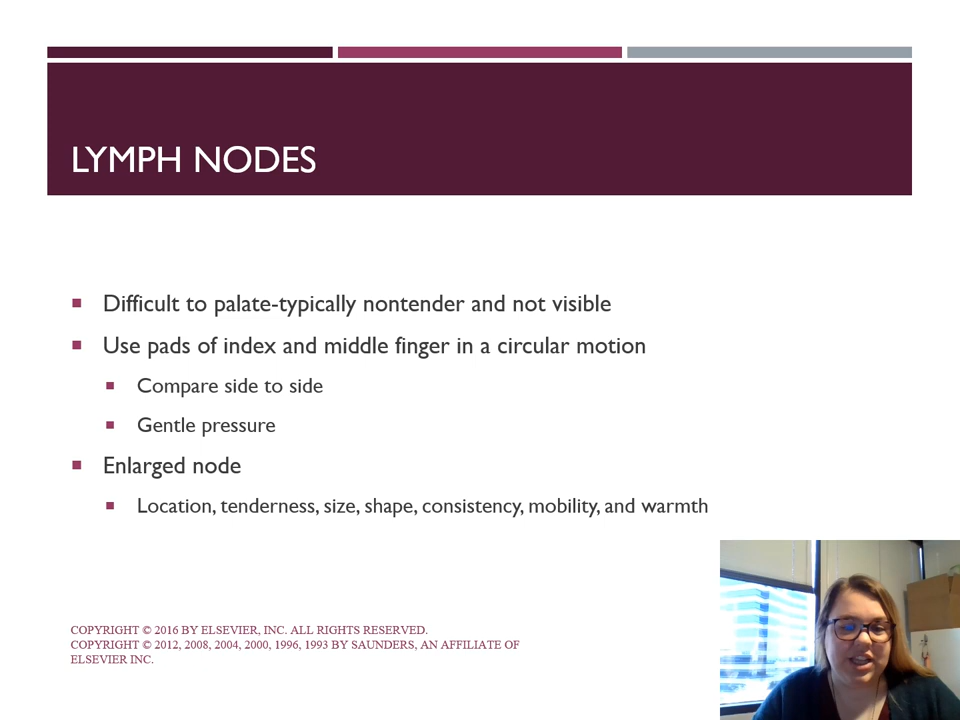 LYMPH NODES
Difficult to palate-typically nontender and not visible
Use pads of index and middle finger in a circular motion
Compare side to side
Gentle pressure
Enlarged node
Location, tenderness, size, shape, consistency, mobility, and warmth
COPYRIGHT © 2016 BY ELSEVIER, INC. ALL RIGHTS RESERVED.
COPYRIGHT © 2012, 2008, 2004, 2000, 1996, 1993 BY SAUNDERS, AN AFFILIATE OF
ELSEVIER INC.